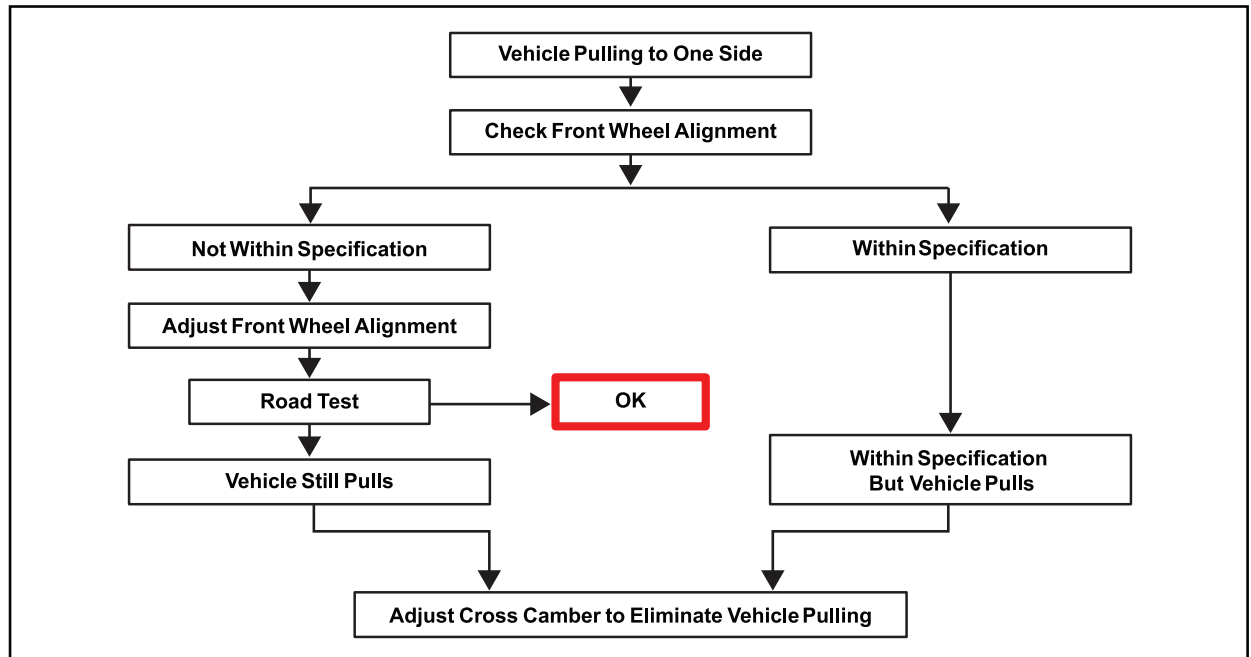 Vehicle Pulling to One Side
Check Front Wheel Alignment
Not Within Specification
Within Specification
Adjust Front Wheel Alignment
Road Test
OK
Vehicle Still Pulls
Within Specification
But Vehicle Pulls
Adjust Cross Camber to Eliminate Vehicle Pulling